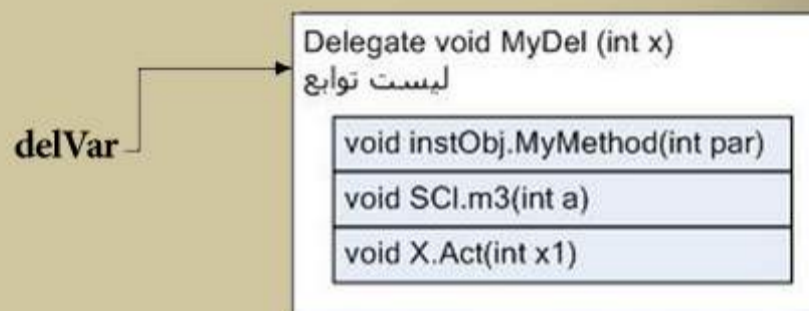 Delegate void MyDel (int x)
لیست توابع
delVar
void instObj.MyMethod(int par)
void SCl.m3(int a)
void X.Act(int x1)